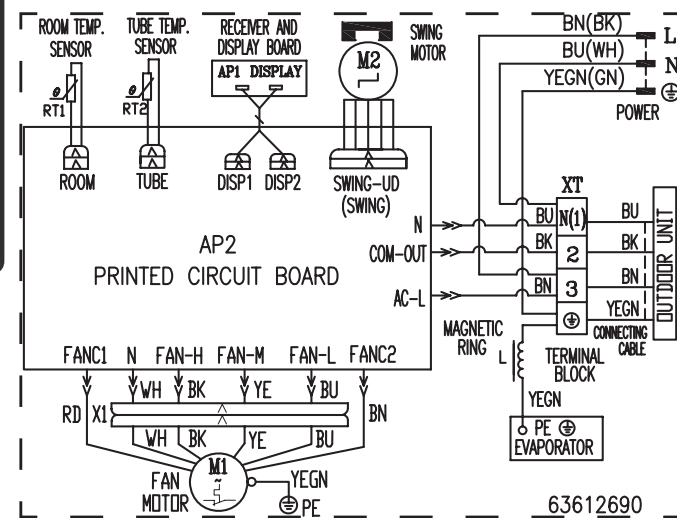 ROOM TEMP.
SENSOR
TUBE TEMP.
SENSOR
RECEIVER AND
DISPLAY BOARD
AP1 DISPLAY
SWING
MOTOR
M2
BN(BK)
L
BU(WH)
N
YEGN(GN)
POWER
θ
RT1
θ
RT2
ROOM
TUBE
DISP1
DISP2
SWING-UD
(SWING)
AP2
PRINTED CIRCUIT BOARD
N
COM-OUT
AC-L
XT
BU
N(1)
BU
BK
2
BK
BN
3
BN
YEGN
OUTDOOR UNIT
CONNECTING
CABLE
MAGNETIC
RING
L
TERMINAL
BLOCK
YEGN
PE
EVAPORATOR
FANC1
N
FAN-H
FAN-M
FAN-L
FANC2
WH
BK
YE
BU
RD
X1
BN
WH
BK
YE
BU
M1
~
FAN
MOTOR
YEGN
PE
63612690